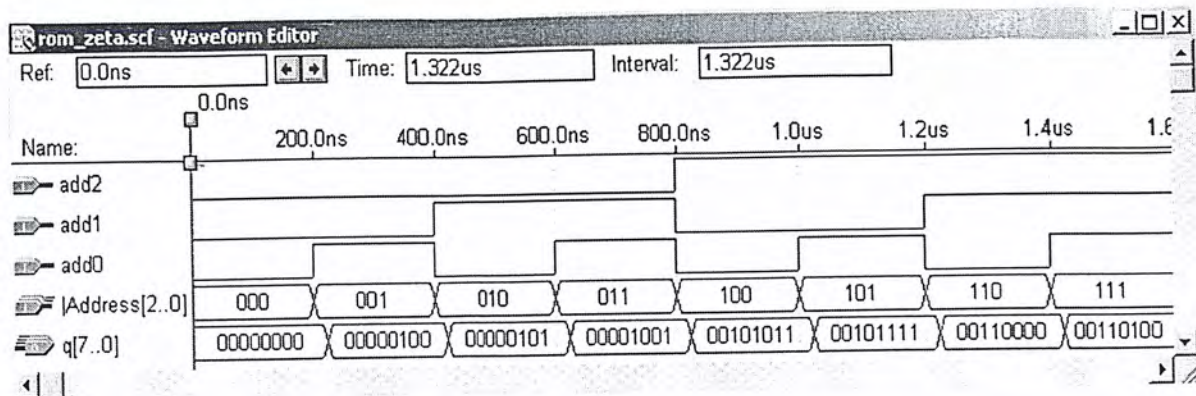 rom_zeta.scf - Waveform Editor
Ref: 0.0ns Time: 1.322us Interval: 1.322us
0.0ns
Name: 200.0ns 400.0ns 600.0ns 800.0ns 1.0us 1.2us 1.4us 1.6
add2
add1
add0
|Address[2..0] 000 001 010 011 100 101 110 111
q[7..0] 00000000 00000100 00000101 00001001 00101011 00101111 00110000 00110100